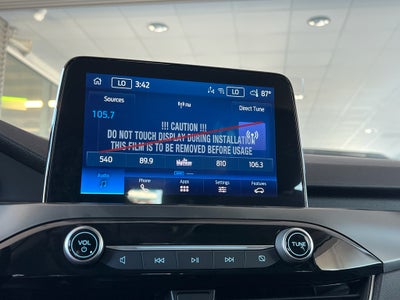 LO 3:42 LO 87°
Sources
Direct Tune
105.7
!!! CAUTION !!!
DO NOT TOUCH DISPLAY DURING INSTALLATION
THIS FILM IS TO BE REMOVED BEFORE USAGE
540 89.9 810 106.3
Audio Phone Apps Settings Features
VOL
TUNE